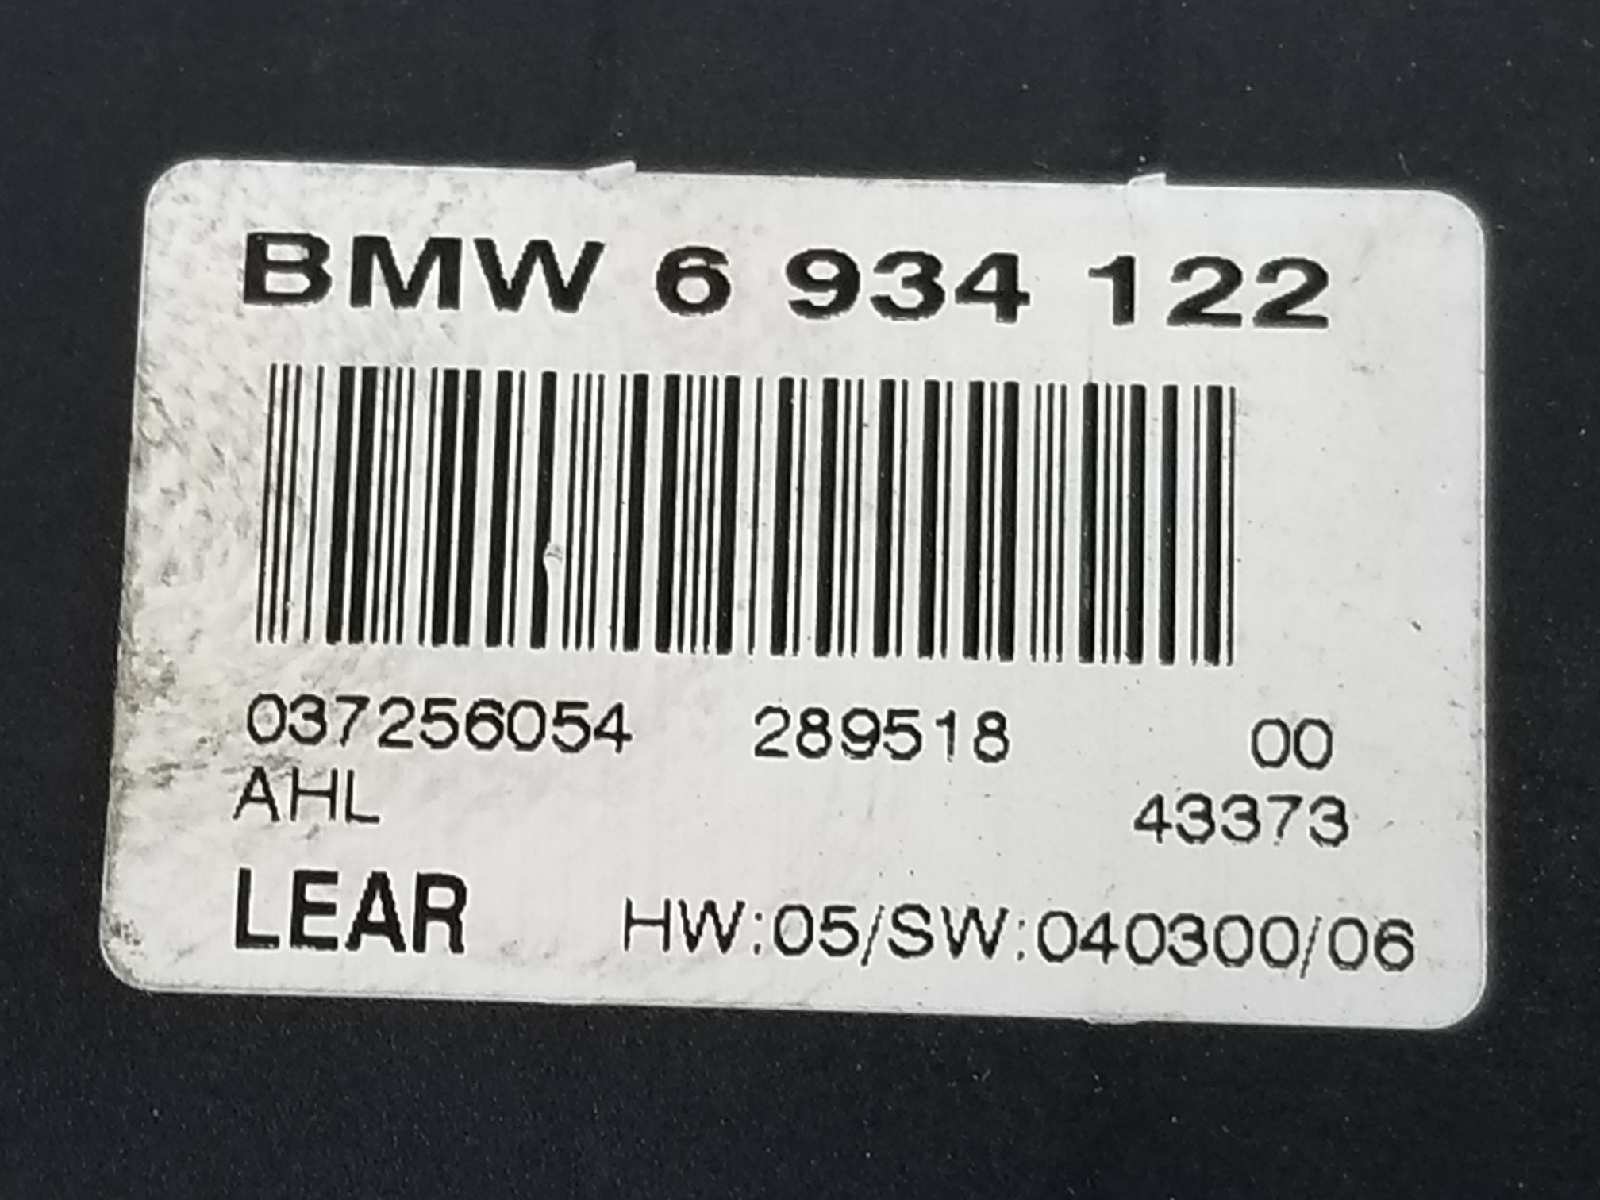 BMW 6 934 122
037256054 289518 00
AHL 43373
LEAR HW:05/SW:040300/06